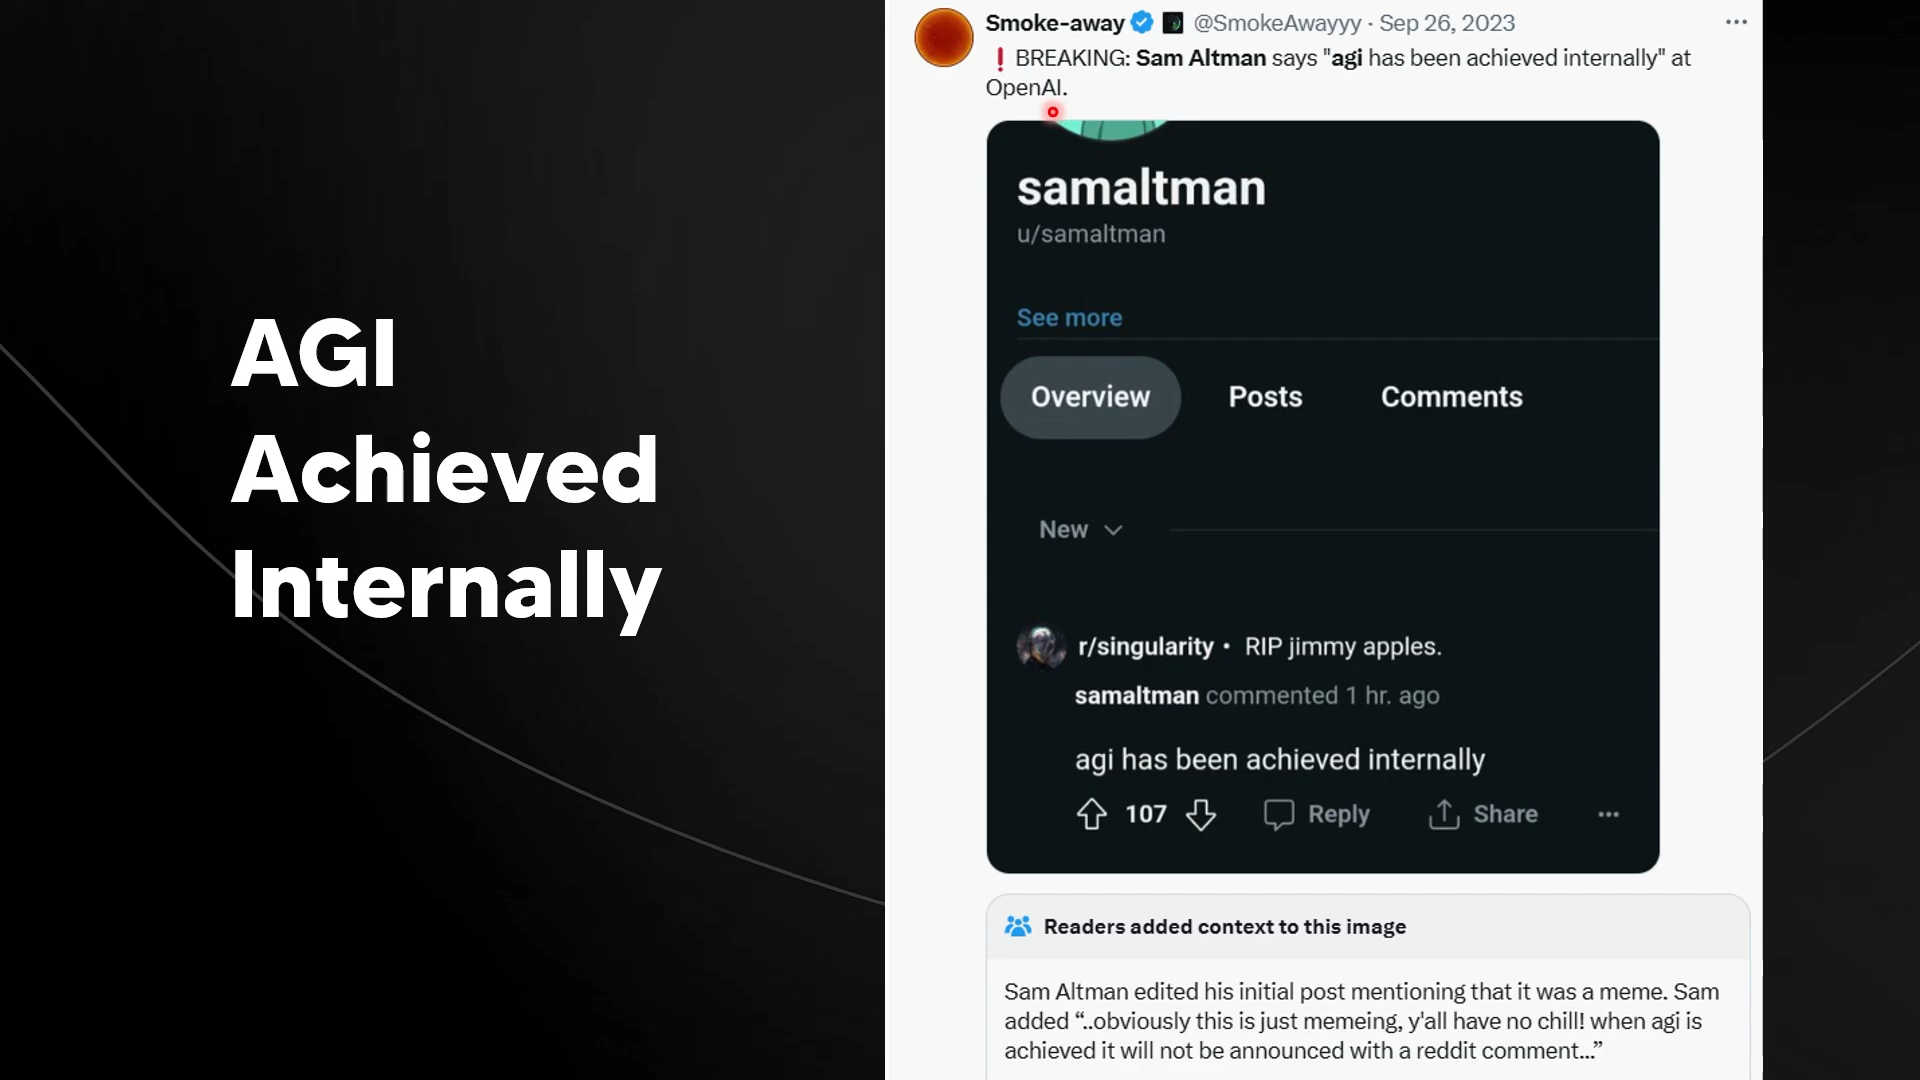 AGI
Achieved
Internally
Smoke-away @SmokeAwayyy · Sep 26, 2023
❗BREAKING: Sam Altman says "agi has been achieved internally" at
OpenAI.
samaltman
u/samaltman
See more
Overview Posts Comments
New
r/singularity • RIP jimmy apples.
samaltman commented 1 hr. ago
agi has been achieved internally
107 Reply Share
Readers added context to this image
Sam Altman edited his initial post mentioning that it was a meme. Sam
added “..obviously this is just memeing, y'all have no chill! when agi is
achieved it will not be announced with a reddit comment...”